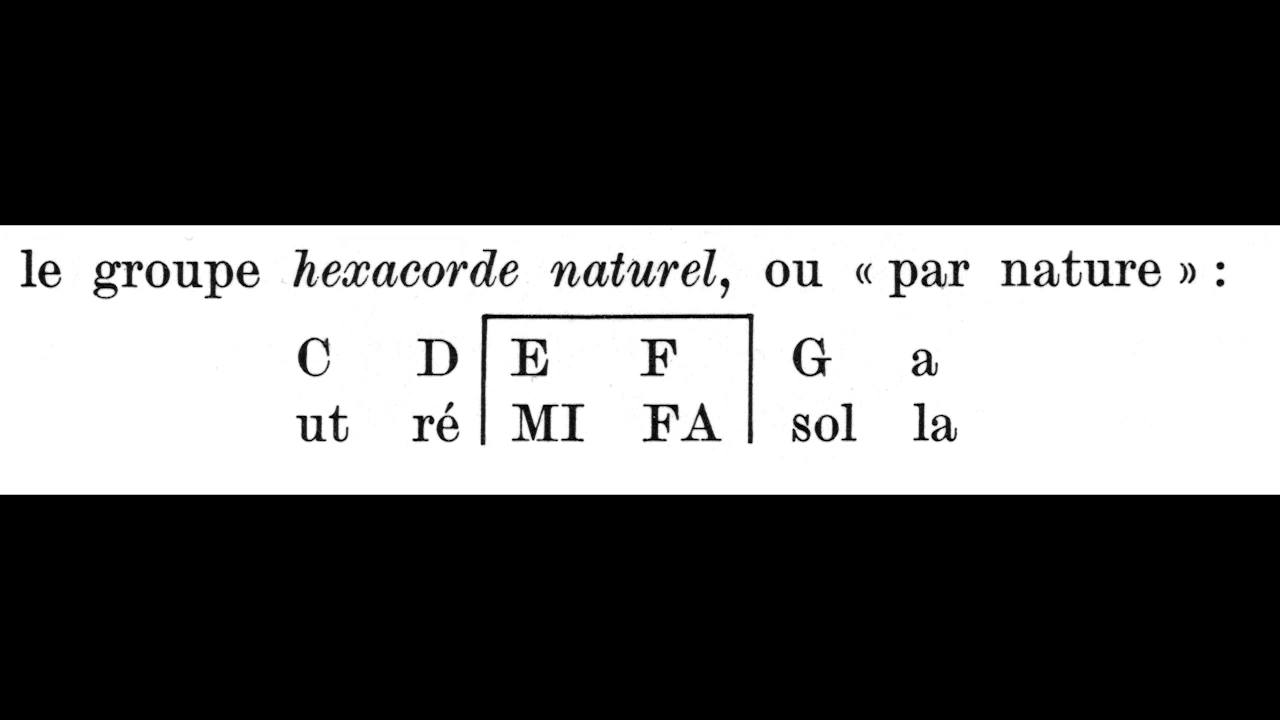 le groupe hexacorde naturel, ou « par nature » :
C D E F G a
ut ré MI FA sol la